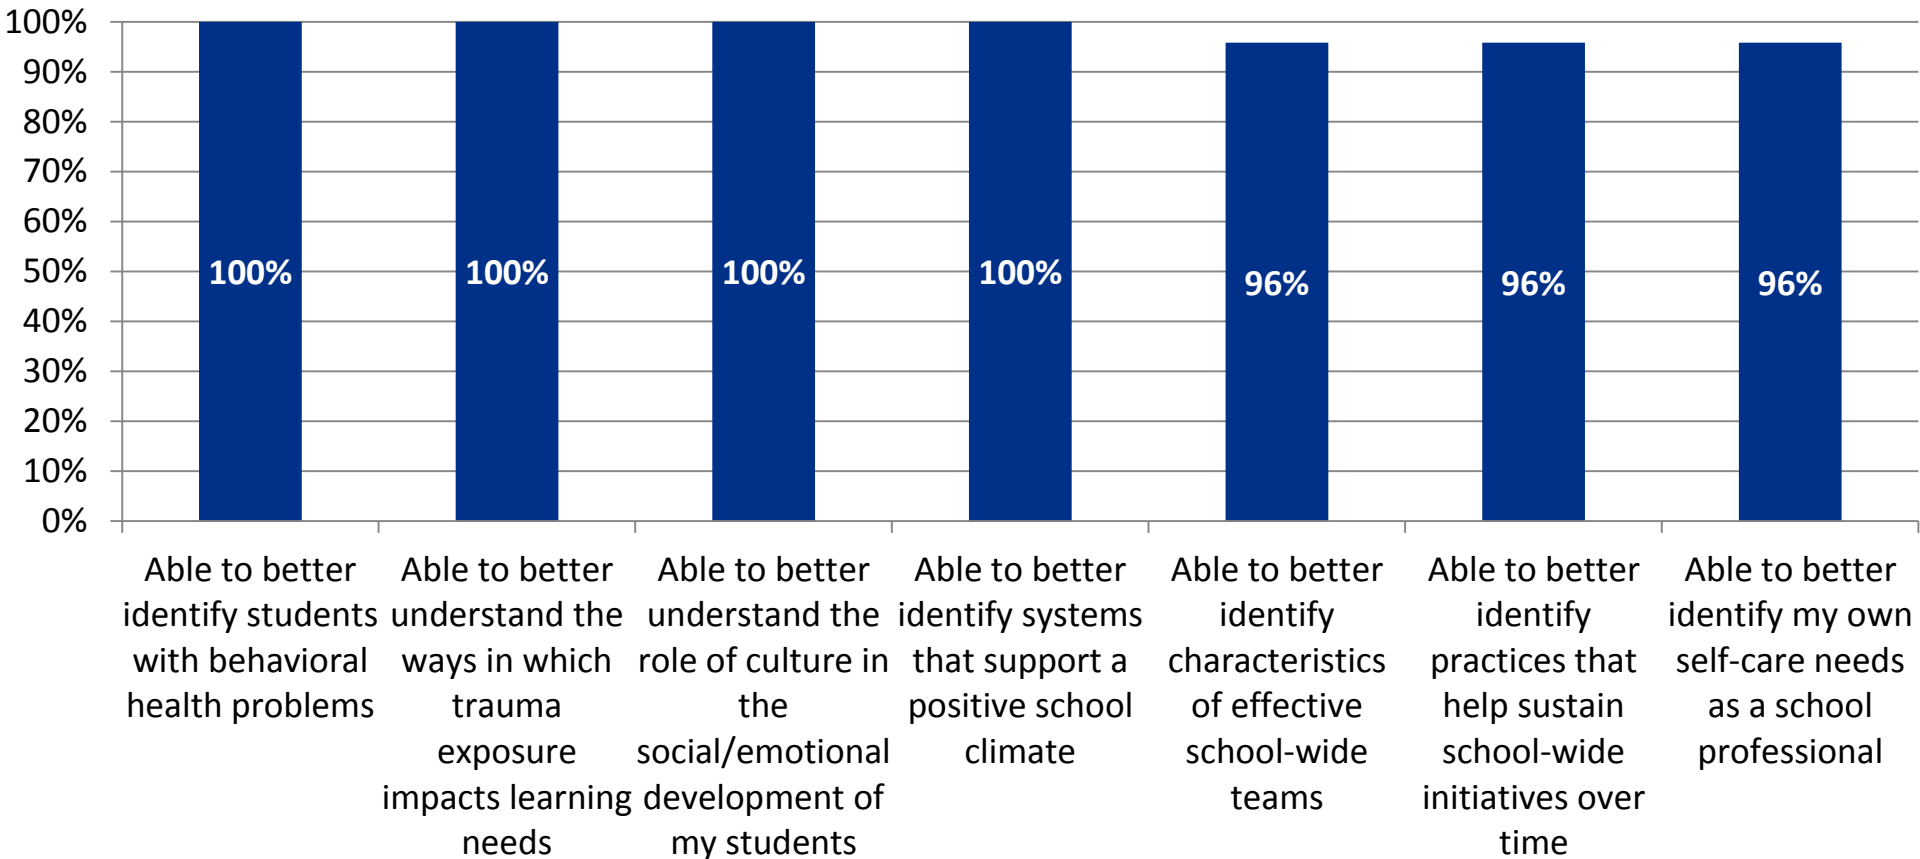 100%
90%
80%
70%
60%
50%
40%
30%
20%
10%
0%
100%
100%
100%
100%
96%
96%
96%
Able to better
identify students
with behavioral
health problems
Able to better
understand the
ways in which
trauma
exposure
impacts learning
needs
Able to better
understand the
role of culture in
the
social/emotional
development of
my students
Able to better
identify systems
that support a
positive school
climate
Able to better
identify
characteristics
of effective
school-wide
teams
Able to better
identify
practices that
help sustain
school-wide
initiatives over
time
Able to better
identify my own
self-care needs
as a school
professional